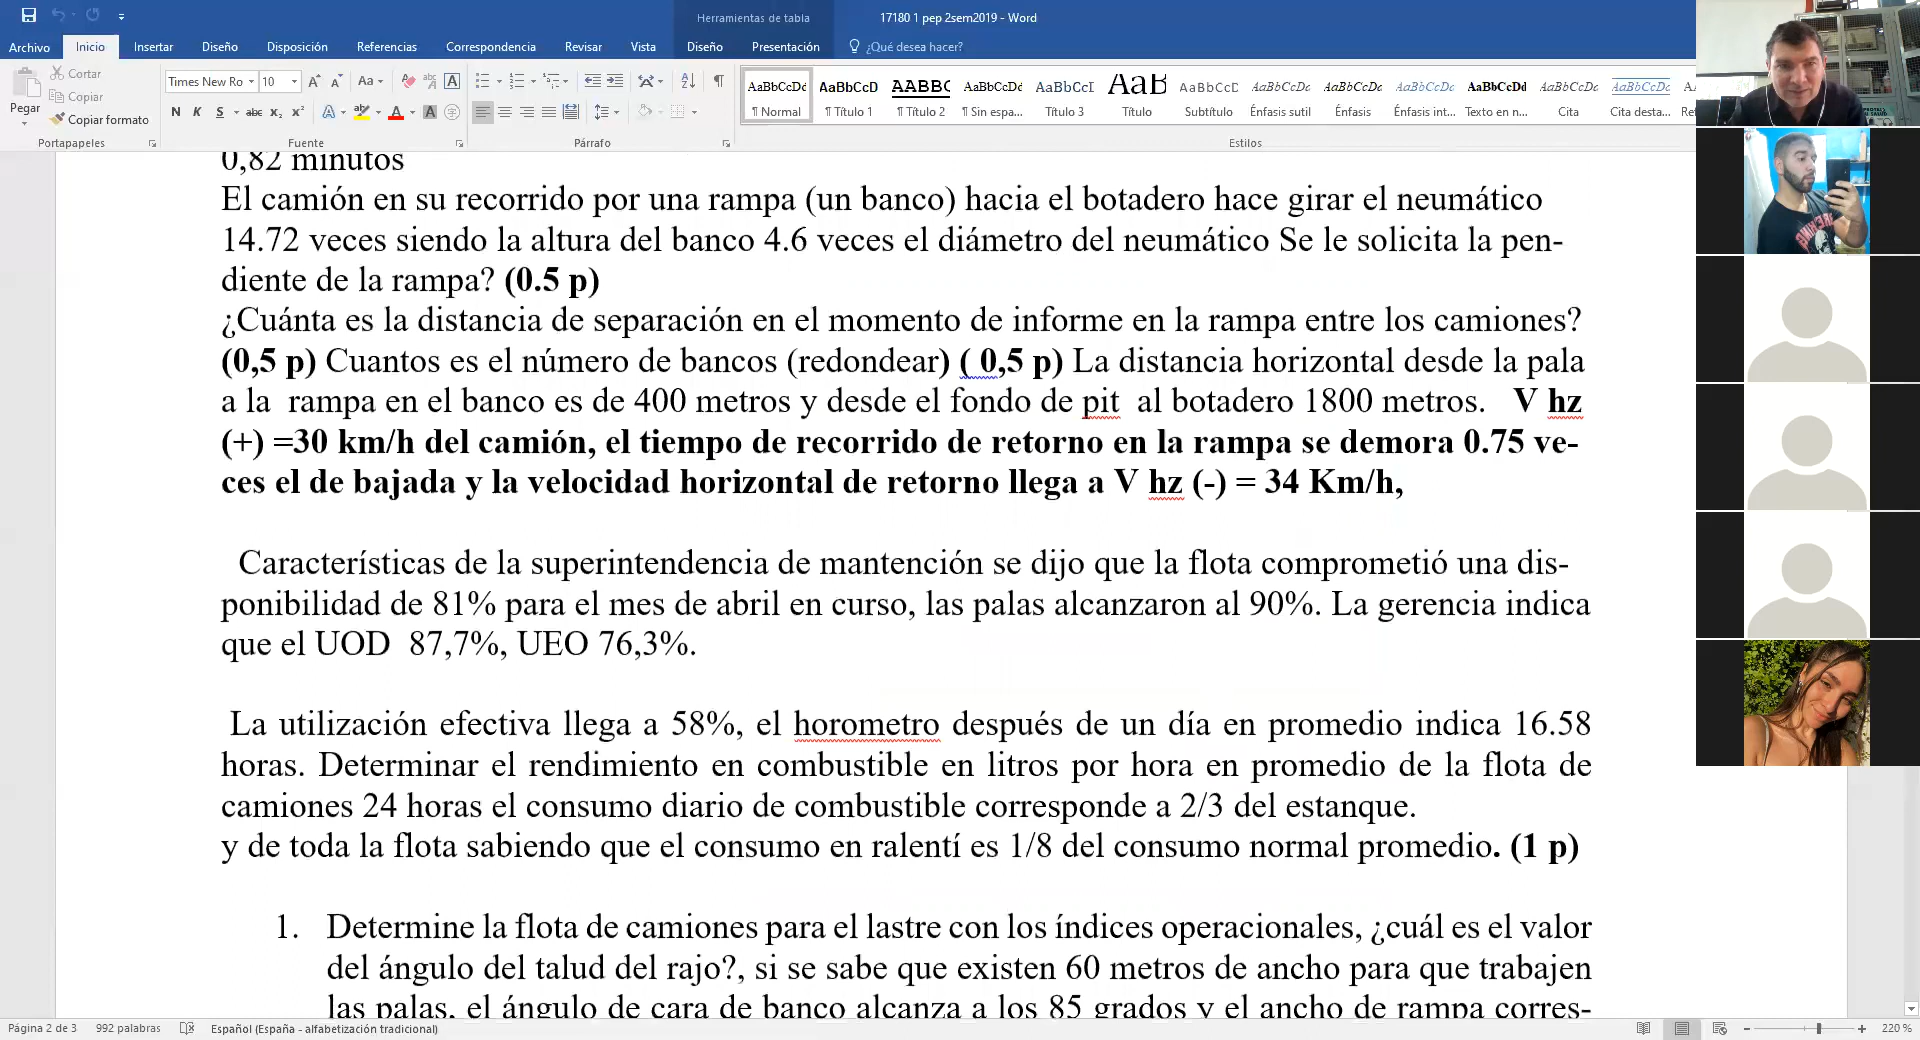 Herramientas de tabla
17180 1 pep 2sem2019 - Word
Archivo Inicio Insertar Diseño Disposición Referencias Correspondencia Revisar Vista Diseño Presentación ¿Qué desea hacer?
Pegar
Cortar
Copiar
Copiar formato
Times New Ro 10
N K S abc x₂ x²
Portapapeles Fuente Párrafo Estilos
AaBbCcDd AaBbCcD AABBC AaBbCcDd AaBbCcI AaB AaBbCcD AaBbCcDd AaBbCcDd AaBbCcDd AaBbCcDd AaBbCcDd AaBbCcDd
¶ Normal ¶ Título 1 ¶ Título 2 ¶ Sin espa... Título 3 Título Subtítulo Énfasis sutil Énfasis Énfasis int... Texto en n... Cita Cita desta...
0,82 minutos
El camión en su recorrido por una rampa (un banco) hacia el botadero hace girar el neumático
14.72 veces siendo la altura del banco 4.6 veces el diámetro del neumático Se le solicita la pen-
diente de la rampa? (0.5 p)
¿Cuánta es la distancia de separación en el momento de informe en la rampa entre los camiones?
(0,5 p) Cuantos es el número de bancos (redondear) ( 0,5 p) La distancia horizontal desde la pala
a la rampa en el banco es de 400 metros y desde el fondo de pit al botadero 1800 metros. V hz
(+) =30 km/h del camión, el tiempo de recorrido de retorno en la rampa se demora 0.75 ve-
ces el de bajada y la velocidad horizontal de retorno llega a V hz (-) = 34 Km/h,
Características de la superintendencia de mantención se dijo que la flota comprometió una dis-
ponibilidad de 81% para el mes de abril en curso, las palas alcanzaron al 90%. La gerencia indica
que el UOD 87,7%, UEO 76,3%.
La utilización efectiva llega a 58%, el horometro después de un día en promedio indica 16.58
horas. Determinar el rendimiento en combustible en litros por hora en promedio de la flota de
camiones 24 horas el consumo diario de combustible corresponde a 2/3 del estanque.
y de toda la flota sabiendo que el consumo en ralentí es 1/8 del consumo normal promedio. (1 p)
1. Determine la flota de camiones para el lastre con los índices operacionales, ¿cuál es el valor
del ángulo del talud del rajo?, si se sabe que existen 60 metros de ancho para que trabajen
las palas, el ángulo de cara de banco alcanza a los 85 grados y el ancho de rampa corres-
Página 2 de 3 992 palabras Español (España - alfabetización tradicional) 220 %